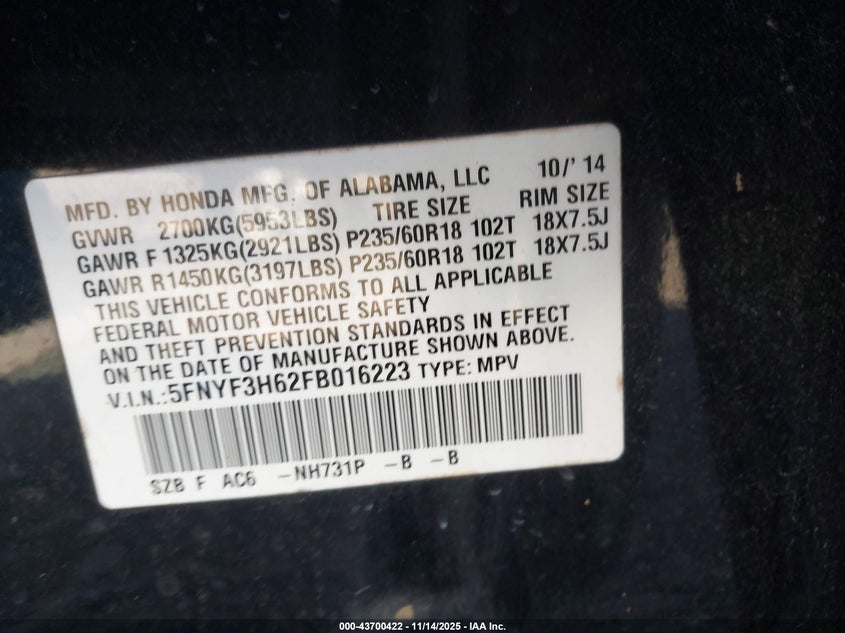 MFD. BY HONDA MFG. OF ALABAMA, LLC 10/' 14
GVWR 2700KG(5953LBS) TIRE SIZE RIM SIZE
GAWR F 1325KG(2921LBS) P235/60R18 102T 18X7.5J
GAWR R1450KG(3197LBS) P235/60R18 102T 18X7.5J
THIS VEHICLE CONFORMS TO ALL APPLICABLE
FEDERAL MOTOR VEHICLE SAFETY
AND THEFT PREVENTION STANDARDS IN EFFECT
ON THE DATE OF MANUFACTURE SHOWN ABOVE.
V.I.N.:5FNYF3H62FB016223 TYPE: MPV
SZB F AC6 -NH731P -B -B
000-43700422 - 11/14/2025 - IAA Inc.